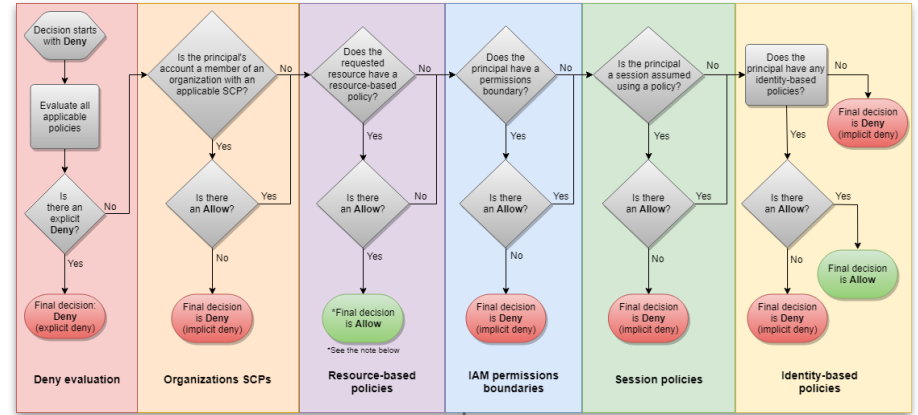 Decision starts
with Deny
Evaluate all
applicable
policies
Is
there an
explicit
Deny?
No
Yes
Final decision:
Deny
(explicit deny)
Deny evaluation
Is the principal's
account a member of an
organization with an
applicable SCP?
No
Yes
Is there
an Allow?
Yes
No
Final decision
is Deny
(implicit deny)
Organizations SCPs
Does the
requested
resource have a
resource-based
policy?
No
Yes
Is there
an Allow?
No
Yes
*Final decision
is Allow
*See the note below
Resource-based
policies
Does the
principal have a
permissions
boundary?
No
Yes
Is there
an Allow?
Yes
No
Final decision
is Deny
(implicit deny)
IAM permissions
boundaries
Is the principal
a session assumed
using a policy?
No
Yes
Is there
an Allow?
Yes
No
Final decision
is Deny
(implicit deny)
Session policies
Does the
principal have any
identity-based
policies?
No
Final decision
is Deny
(implicit deny)
Yes
Is there
an Allow?
Yes
Final decision
is Allow
No
Final decision
is Deny
(implicit deny)
Identity-based
policies